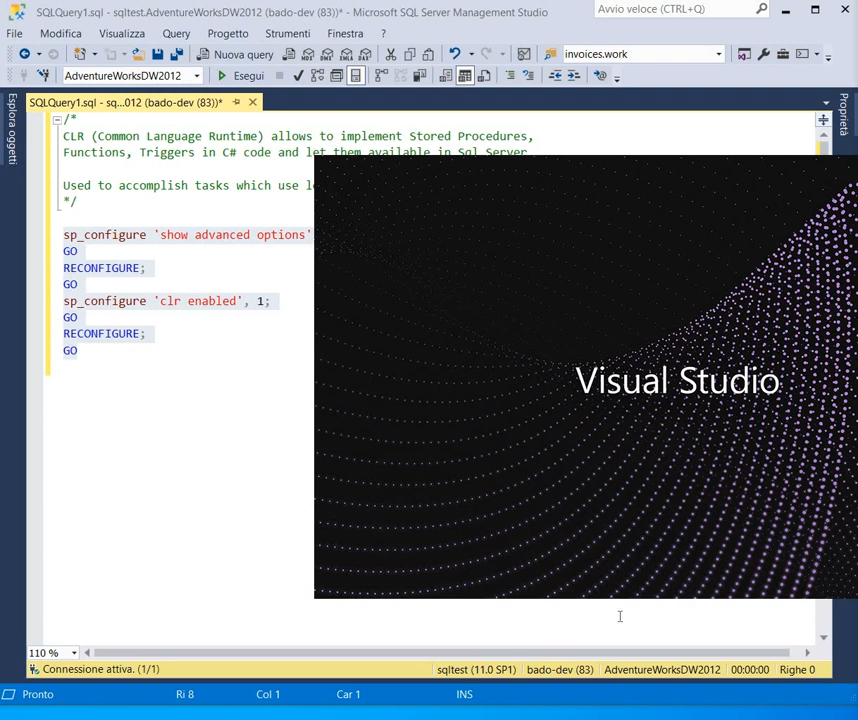 SQLQuery1.sql - sqltest.AdventureWorksDW2012 (bado-dev (83))* - Microsoft SQL Server Management Studio
Avvio veloce (CTRL+Q)
File Modifica Visualizza Query Progetto Strumenti Finestra ?
Nuova query MDX DMX XMLA DAX invoices.work
AdventureWorksDW2012 Esegui
SQLQuery1.sql - sq...012 (bado-dev (83))*
Esplora oggetti
Proprietà
/*
CLR (Common Language Runtime) allows to implement Stored Procedures,
Functions, Triggers in C# code and let them available in Sql Server
Used to accomplish tasks which use
*/
sp_configure 'show advanced options'
GO
RECONFIGURE;
GO
sp_configure 'clr enabled', 1;
GO
RECONFIGURE;
GO
Visual Studio
110 %
Connessione attiva. (1/1) sqltest (11.0 SP1) bado-dev (83) AdventureWorksDW2012 00:00:00 Righe 0
Pronto Ri 8 Col 1 Car 1 INS